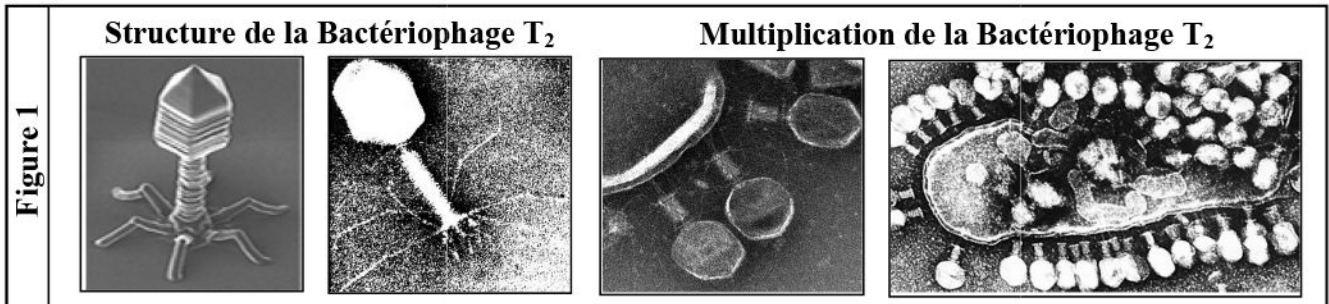 Figure 1
Structure de la Bactériophage T₂
Multiplication de la Bactériophage T₂